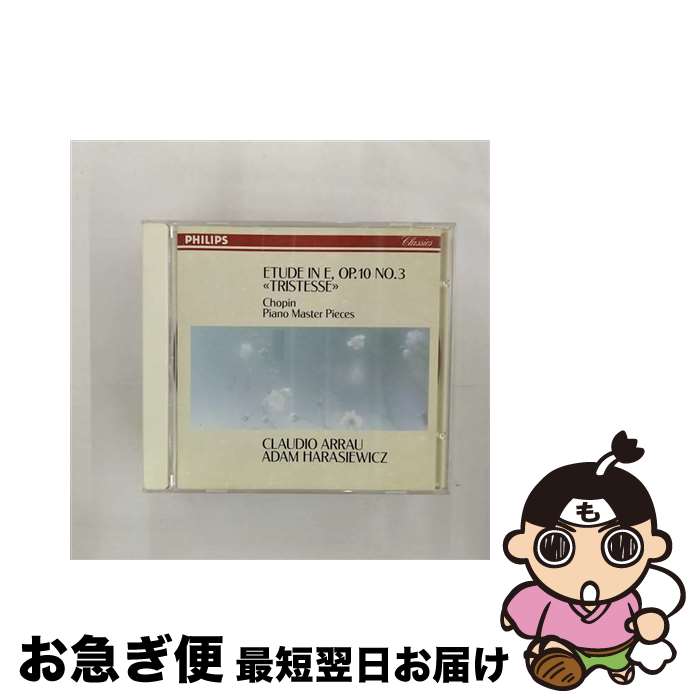 PHILIPS Classics
ETUDE IN E, OP.10 NO.3
«TRISTESSE»
Chopin
Piano Master Pieces
CLAUDIO ARRAU
ADAM HARASIEWICZ
も
お急ぎ便 最短翌日お届け